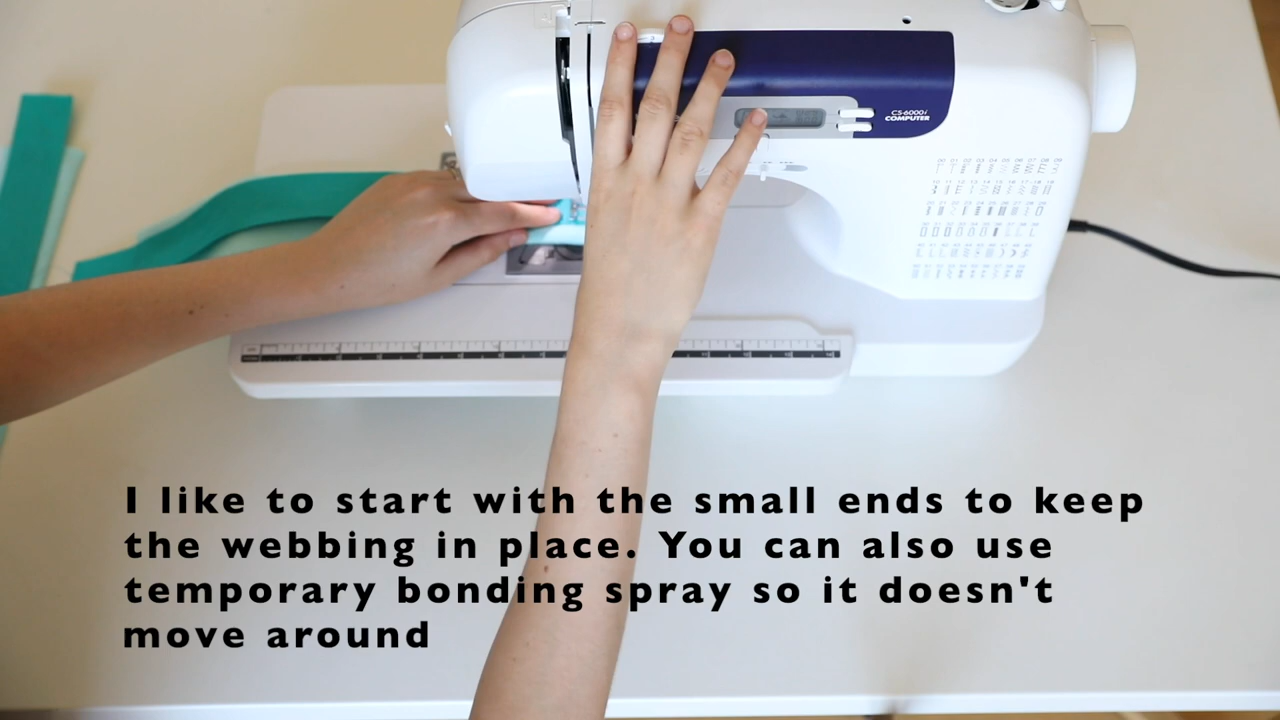 CS-6000i
COMPUTER
I like to start with the small ends to keep
the webbing in place. You can also use
temporary bonding spray so it doesn't
move around